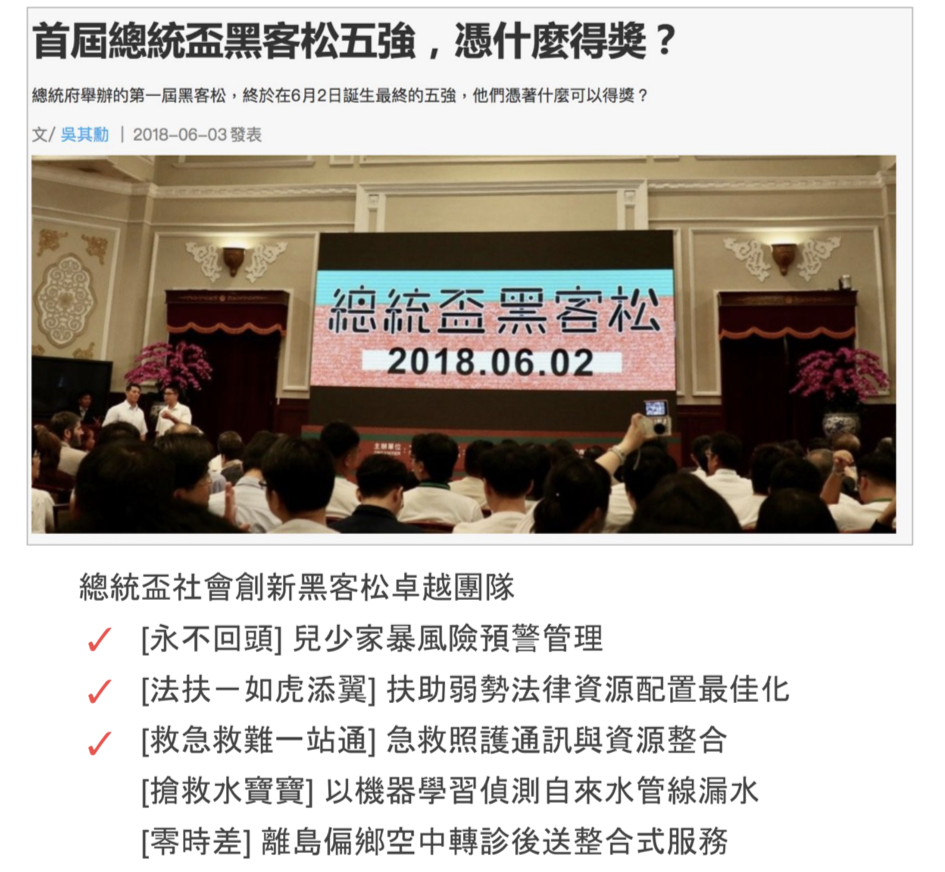 首屆總統盃黑客松五強，憑什麼得獎？
總統府舉辦的第一屆黑客松，終於在6月2日誕生最終的五強，他們憑著什麼可以得獎？
文/ 吳其勳 ｜ 2018-06-03發表
總統盃黑客松
2018.06.02
主辦單位
總統盃社會創新黑客松卓越團隊
✓ [永不回頭] 兒少家暴風險預警管理
✓ [法扶－如虎添翼] 扶助弱勢法律資源配置最佳化
✓ [救急救難一站通] 急救照護通訊與資源整合
[搶救水寶寶] 以機器學習偵測自來水管線漏水
[零時差] 離島偏鄉空中轉診後送整合式服務